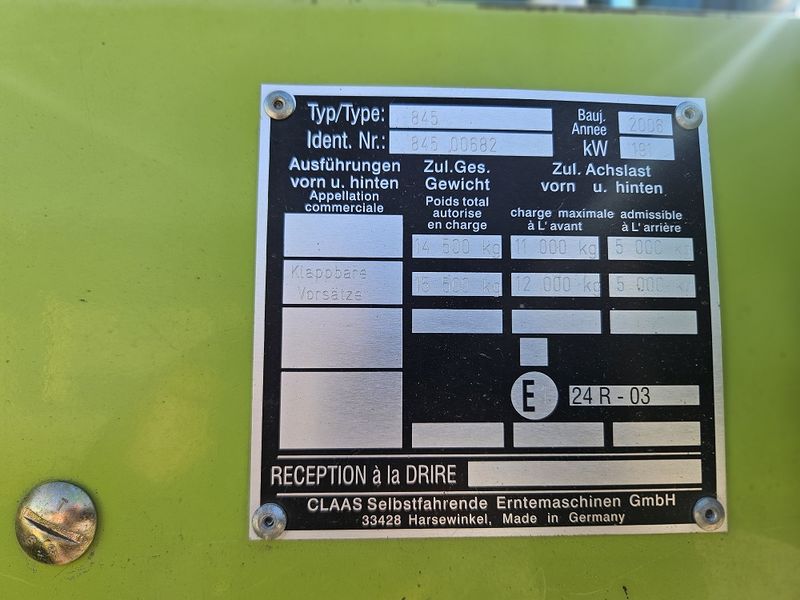 Typ/Type: 845 Bauj. Année 2006
Ident. Nr.: 845 00682 kW 181
Ausführungen vorn u. hinten
Appellation commerciale
Zul.Ges. Gewicht
Poids total autorise en charge
Zul. Achslast vorn u. hinten
charge maximale admissible
à L'avant à L'arrière
14 500 kg 11 000 kg 5 000 kg
Klappbare Vorsätze 15 500 kg 12 000 kg 5 000 kg
E 24 R - 03
RECEPTION à la DRIRE
CLAAS Selbstfahrende Erntemaschinen GmbH
33428 Harsewinkel, Made in Germany